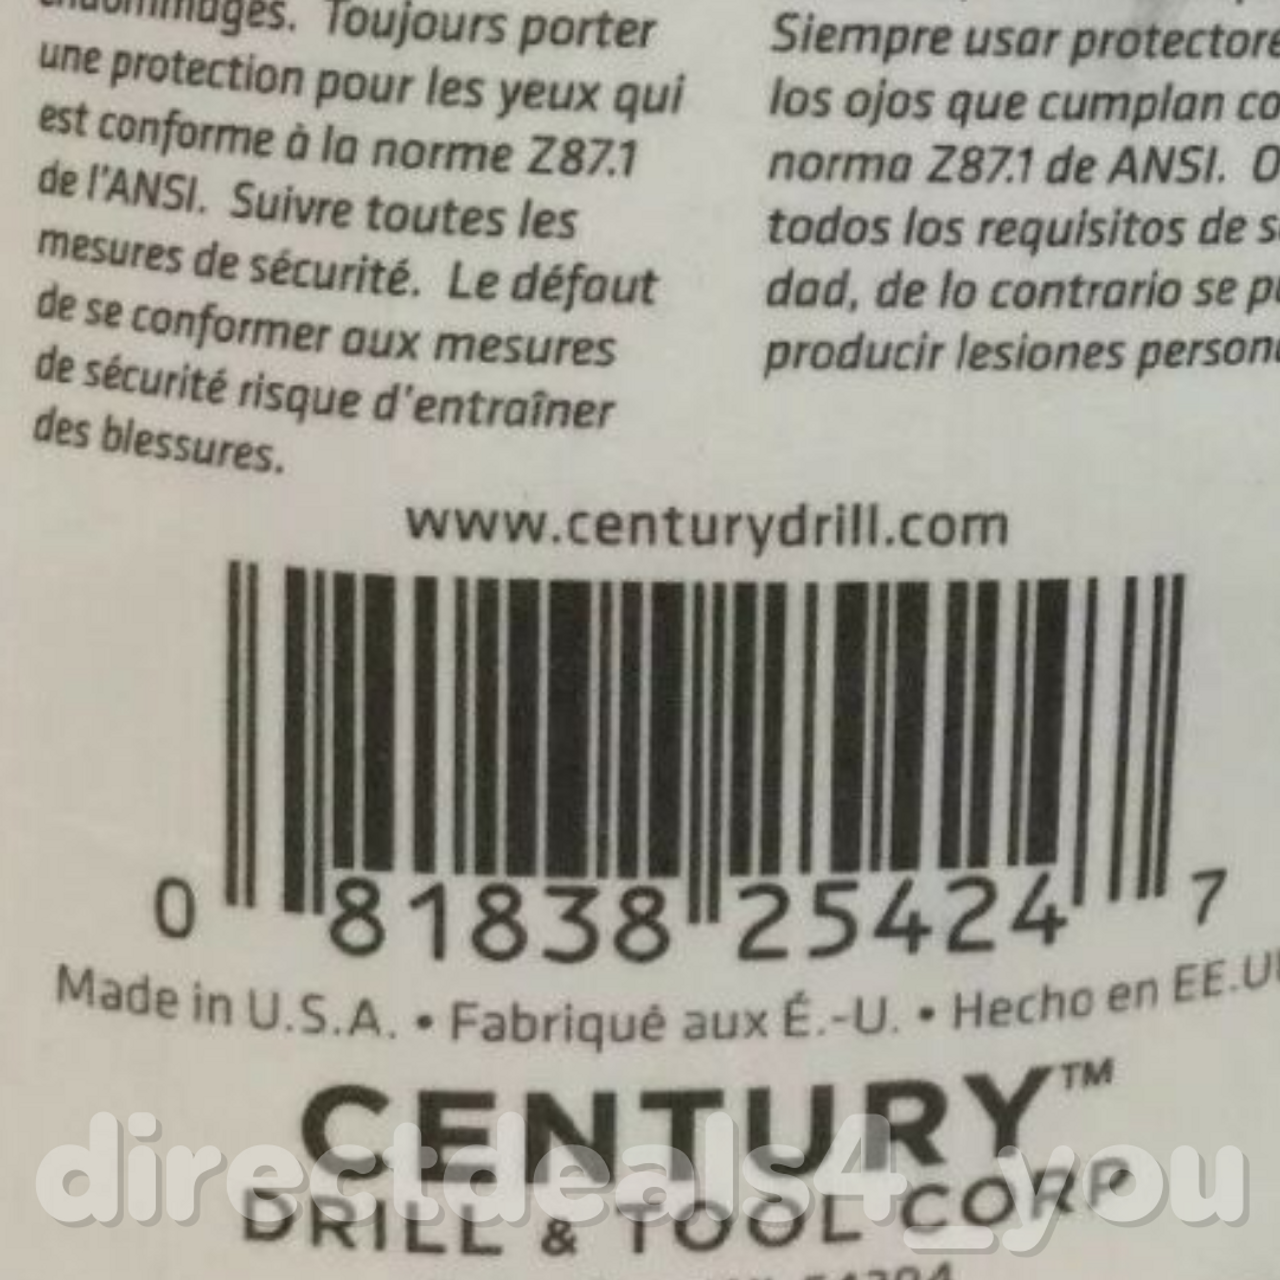 endommages. Toujours porter
une protection pour les yeux qui
est conforme à la norme Z87.1
de l'ANSI. Suivre toutes les
mesures de sécurité. Le défaut
de se conformer aux mesures
de sécurité risque d'entraîner
des blessures.
Siempre usar protectore
los ojos que cumplan co
norma Z87.1 de ANSI. O
todos los requisitos de s
dad, de lo contrario se p
producir lesiones person
www.centurydrill.com
0 81838 25424 7
Made in U.S.A. • Fabriqué aux É.-U. • Hecho en EE.U
CENTURY™
DRILL & TOOL CORP
directdeals4_you